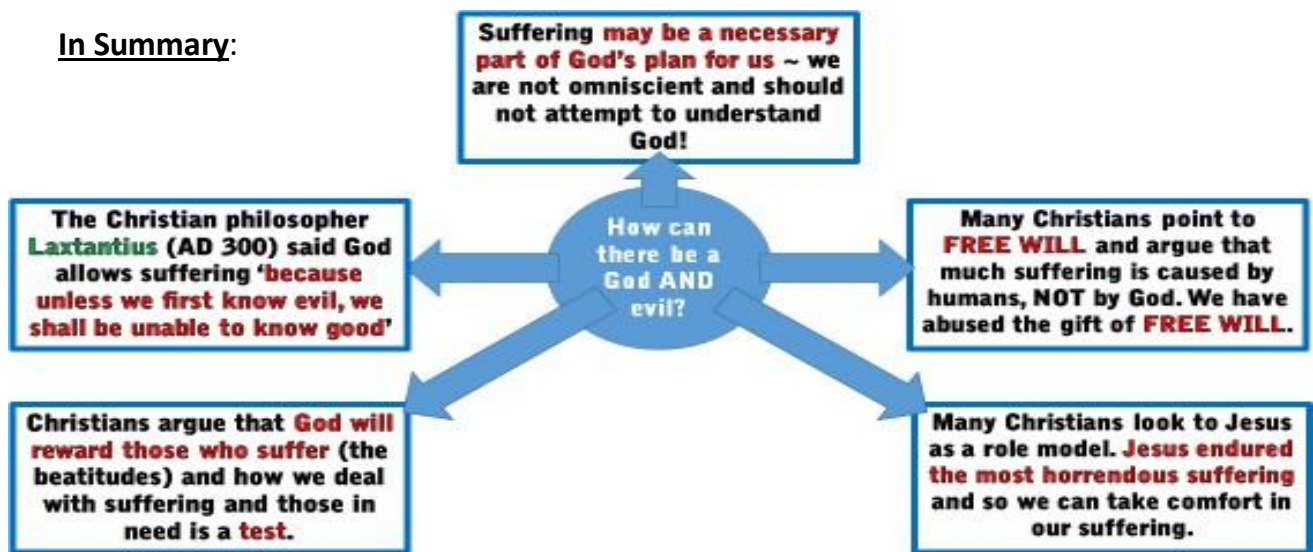 In Summary:
Suffering may be a necessary
part of God's plan for us ~ we
are not omniscient and should
not attempt to understand
God!
The Christian philosopher
Laxtantius (AD 300) said God
allows suffering 'because
unless we first know evil, we
shall be unable to know good'
How can
there be a
God AND
evil?
Many Christians point to
FREE WILL and argue that
much suffering is caused by
humans, NOT by God. We have
abused the gift of FREE WILL.
Christians argue that God will
reward those who suffer (the
beatitudes) and how we deal
with suffering and those in
need is a test.
Many Christians look to Jesus
as a role model. Jesus endured
the most horrendous suffering
and so we can take comfort in
our suffering.